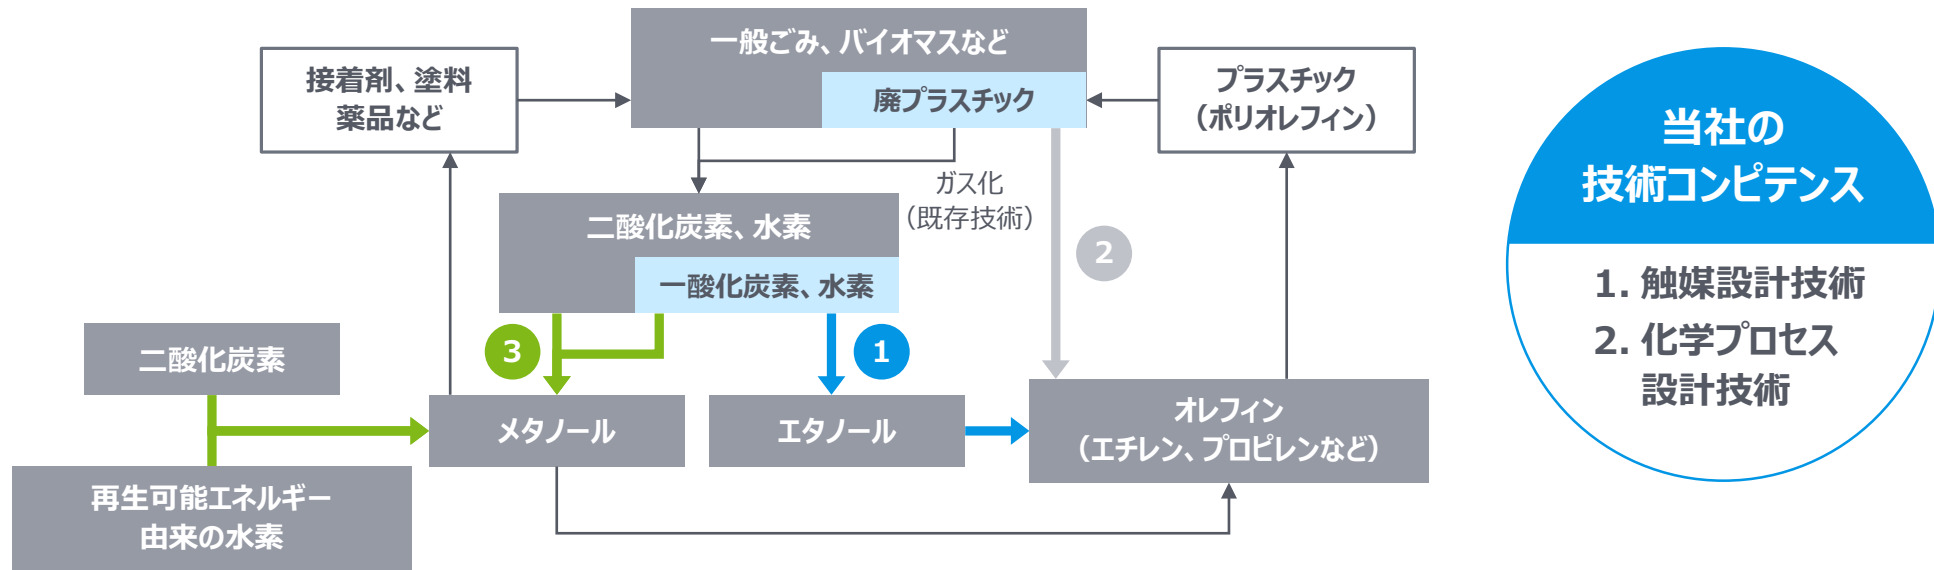 一般ごみ、バイオマスなど
廃プラスチック
接着剤、塗料
薬品など
プラスチック
（ポリオレフィン）
ガス化
（既存技術）
二酸化炭素、水素
一酸化炭素、水素
2
3
1
二酸化炭素
再生可能エネルギー
由来の水素
メタノール
エタノール
オレフィン
（エチレン、プロピレンなど）
当社の
技術コンピテンス
1. 触媒設計技術
2. 化学プロセス
設計技術